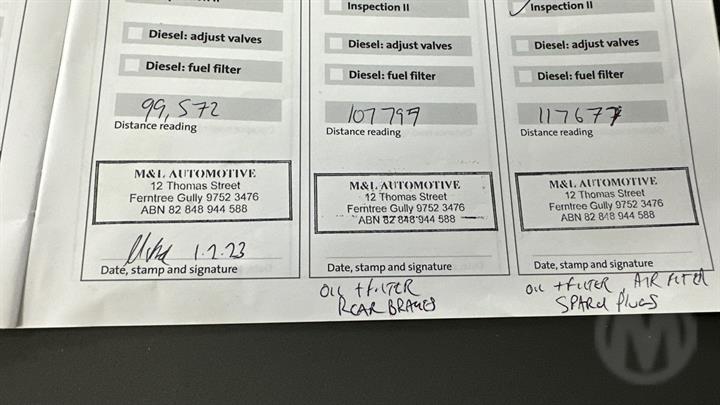 Diesel: adjust valves
Diesel: fuel filter
99,572
Distance reading
M&L AUTOMOTIVE
12 Thomas Street
Ferntree Gully 9752 3476
ABN 82 848 944 588
1.2.23
Date, stamp and signature
Inspection II
Diesel: adjust valves
Diesel: fuel filter
107797
Distance reading
M&L AUTOMOTIVE
12 Thomas Street
Ferntree Gully 9752 3476
ABN 82 848 944 588
Date, stamp and signature
OIL + FILTER
REAR BRAKES
Inspection II
Diesel: adjust valves
Diesel: fuel filter
117677
Distance reading
M&L AUTOMOTIVE
12 Thomas Street
Ferntree Gully 9752 3476
ABN 82 848 944 588
Date, stamp and signature
OIL + FILTER, AIR FILTER
SPARK PLUGS
M